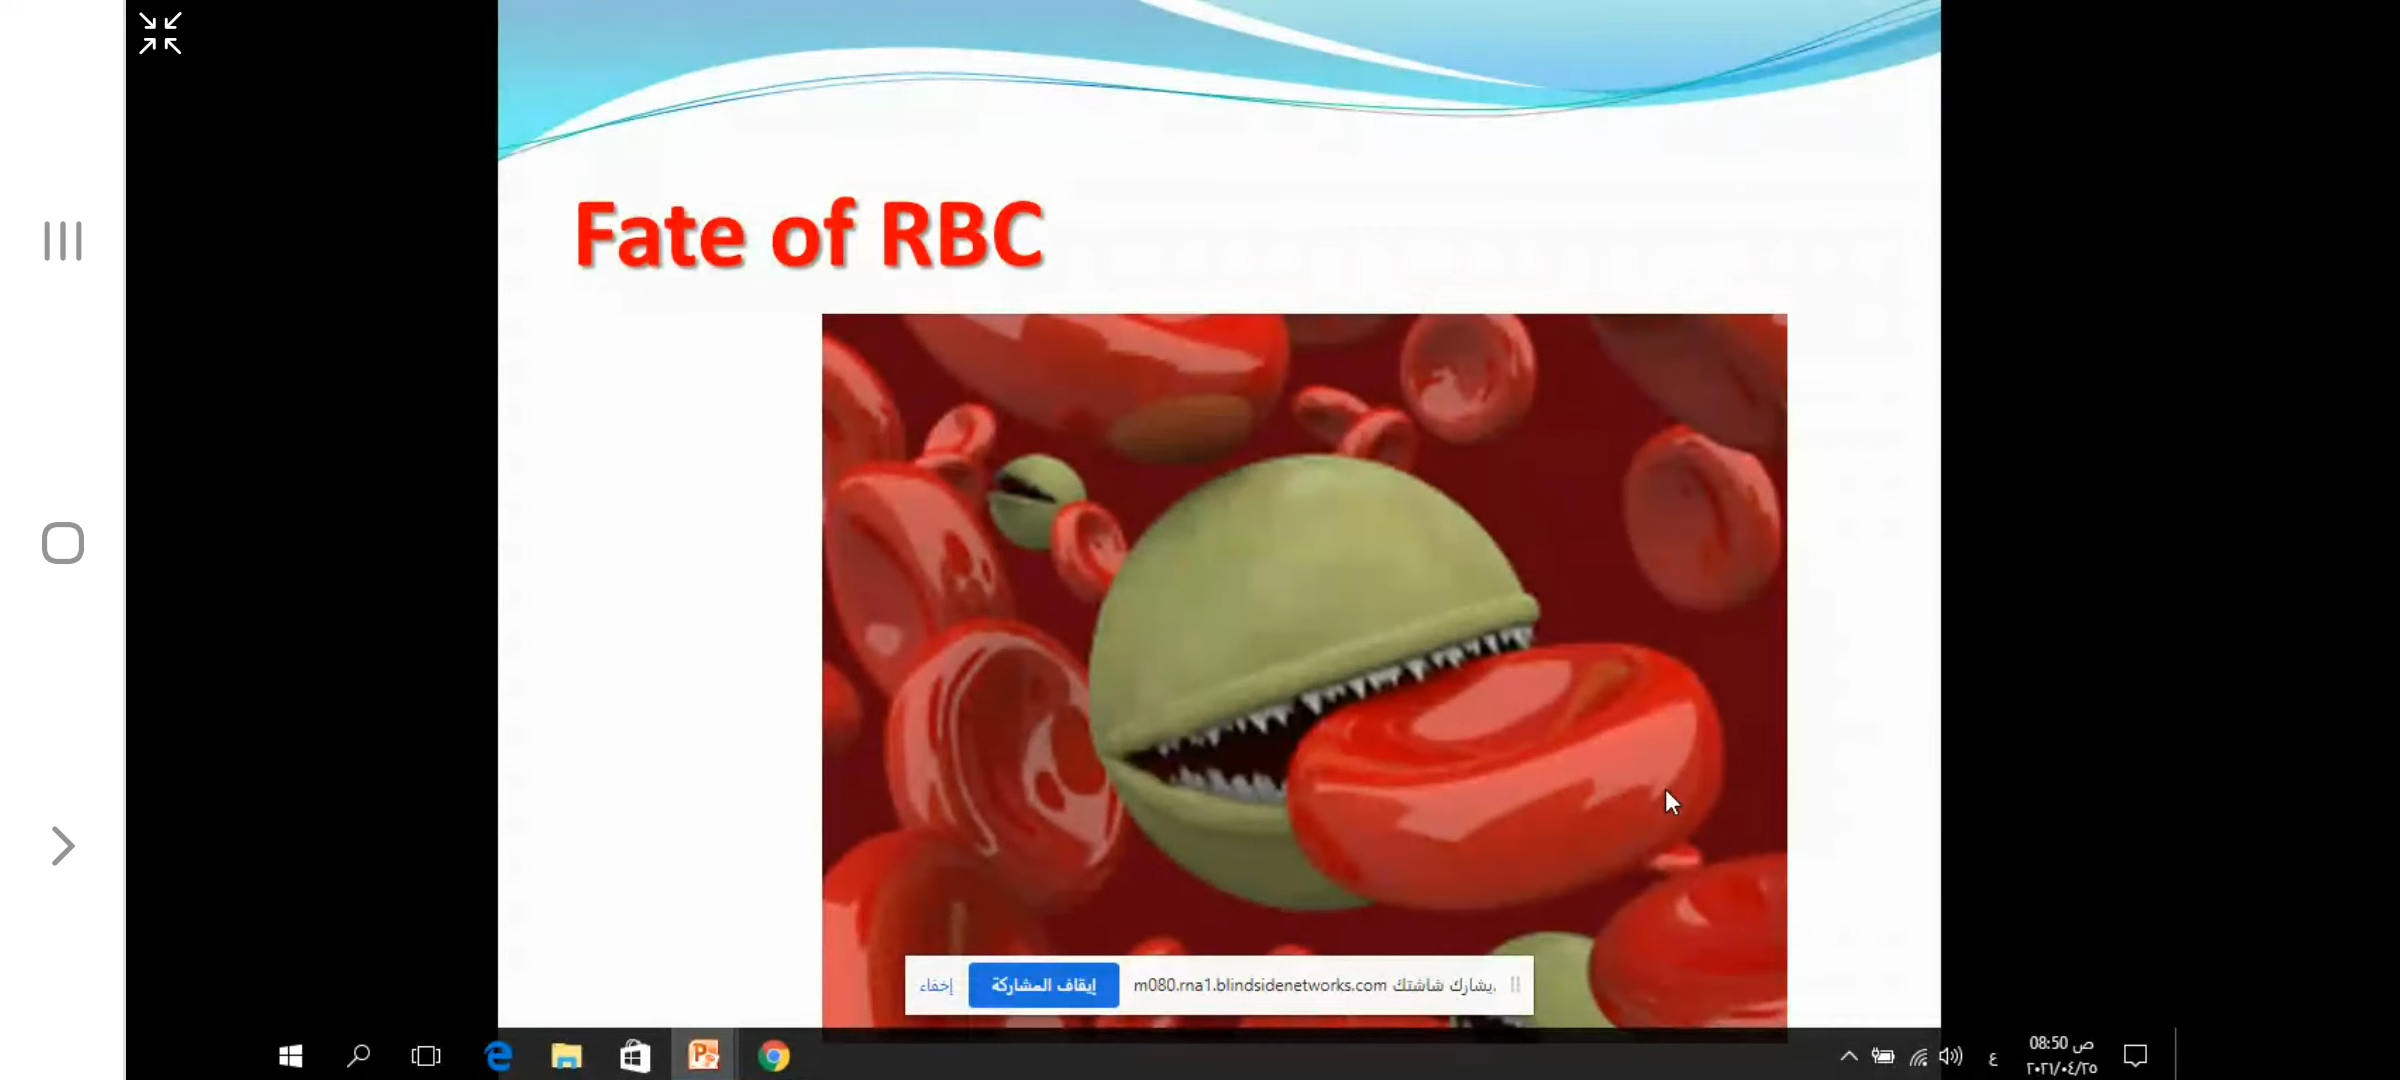 Fate of RBC
إخفاء
إيقاف المشاركة
m080.rna1.blindsidenetworks.com يشارك شاشتك.
ع
08:50 ص
٢٠٢١/٠٤/٢٥